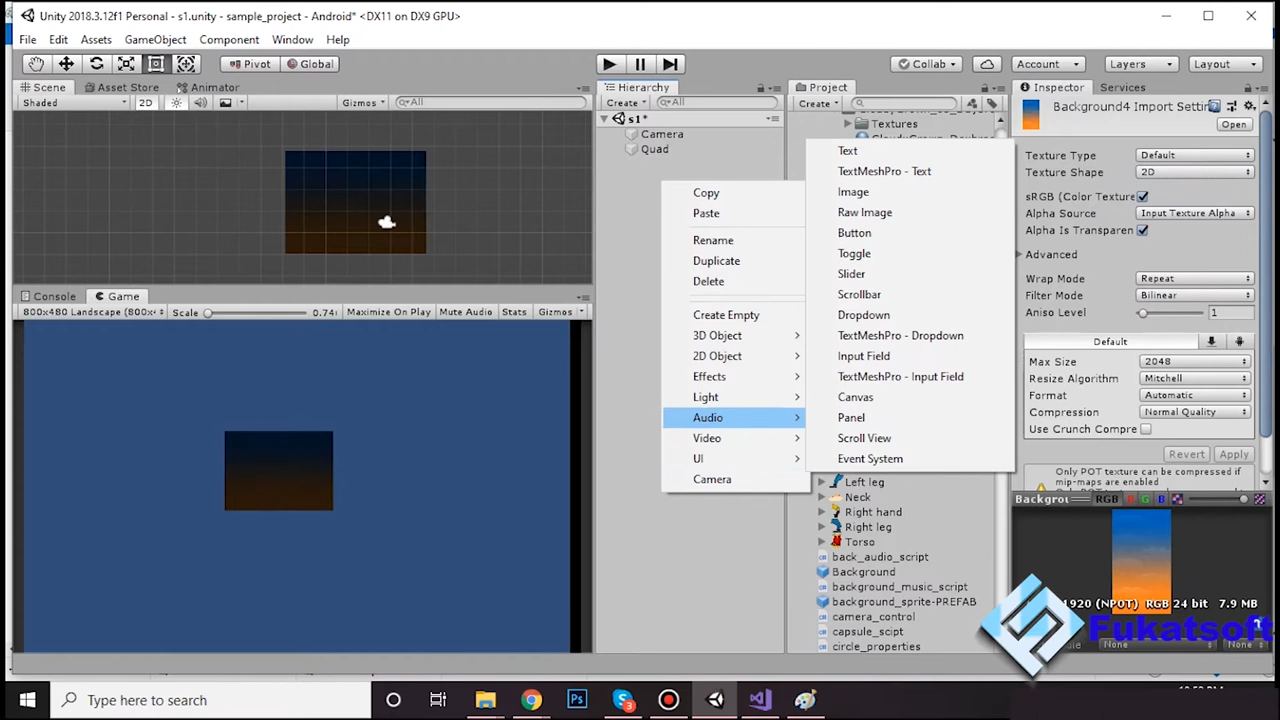 Unity 2018.3.12f1 Personal - s1.unity - sample_project - Android* <DX11 on DX9 GPU>
File Edit Assets GameObject Component Window Help
Pivot Global Collab Account Layers Layout
Scene Asset Store Animator
Shaded 2D Gizmos All
Hierarchy
Create All
s1*
Camera
Quad
Project
Create
Textures
Inspector Services
Background4 Import Settin
Open
Texture Type Default
Texture Shape 2D
sRGB (Color Texture
Alpha Source Input Texture Alpha
Alpha Is Transparen
Advanced
Wrap Mode Repeat
Filter Mode Bilinear
Aniso Level 1
Default
Max Size 2048
Resize Algorithm Mitchell
Format Automatic
Compression Normal Quality
Use Crunch Compre
Revert Apply
Only POT texture can be compressed if
mip-maps are enabled
Backgrou RGB R G B
1920 (NPOT) RGB 24 bit 7.9 MB
None None
Console Game
800x480 Landscape (800x Scale 0.74 Maximize On Play Mute Audio Stats Gizmos
Copy
Paste
Rename
Duplicate
Delete
Create Empty
3D Object
2D Object
Effects
Light
Audio
Video
UI
Camera
Text
TextMeshPro - Text
Image
Raw Image
Button
Toggle
Slider
Scrollbar
Dropdown
TextMeshPro - Dropdown
Input Field
TextMeshPro - Input Field
Canvas
Panel
Scroll View
Event System
Left leg
Neck
Right hand
Right leg
Torso
back_audio_script
Background
background_music_script
background_sprite-PREFAB
camera_control
capsule_scipt
circle_properties
Fukatsoft
Type here to search
Ps
3